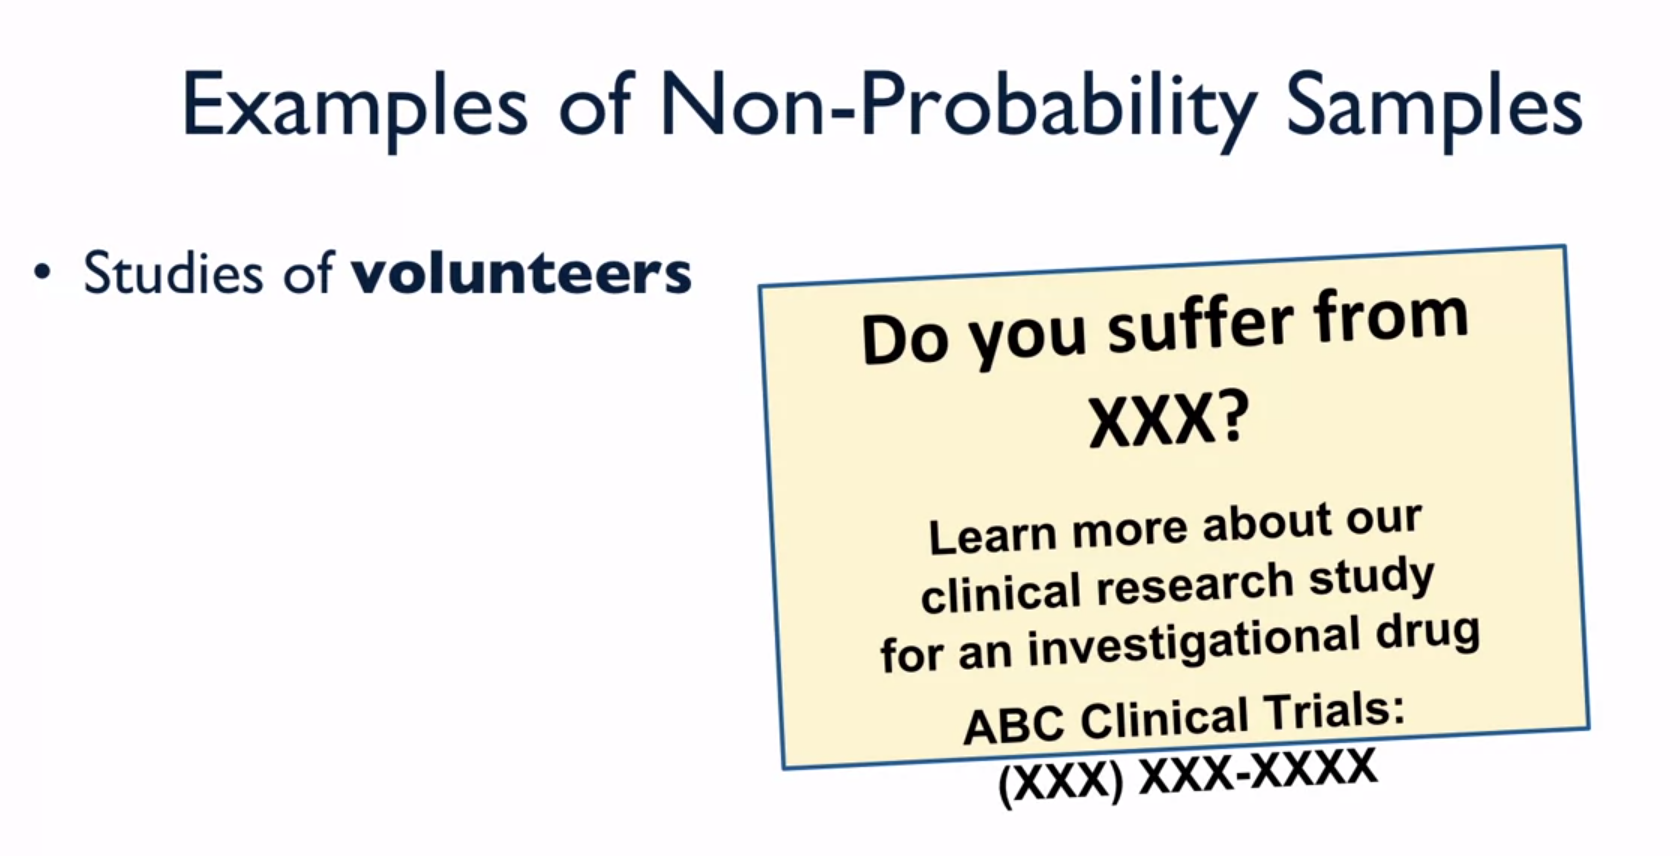 Examples of Non-Probability Samples
• Studies of volunteers
Do you suffer from
XXX?
Learn more about our
clinical research study
for an investigational drug
ABC Clinical Trials:
(XXX) XXX-XXXX